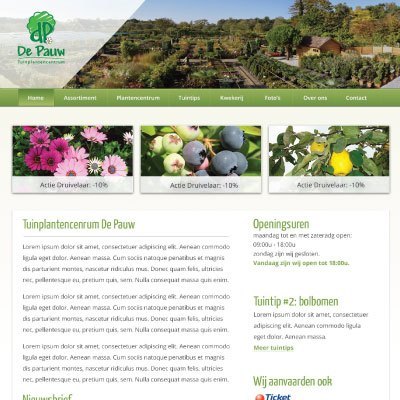 De Pauw
Tuinplantencentrum
Home Assortiment Plantencentrum Tuintips Kwekerij Foto's Over ons Contact
Actie Druivelaar: -10% Actie Druivelaar: -10% Actie Druivelaar: -10%
Tuinplantencentrum De Pauw
Lorem ipsum dolor sit amet, consectetuer adipiscing elit. Aenean commodo
ligula eget dolor. Aenean massa. Cum sociis natoque penatibus et magnis
dis parturient montes, nascetur ridiculus mus. Donec quam felis, ultricies
nec, pellentesque eu, pretium quis, sem. Nulla consequat massa quis enim.
Lorem ipsum dolor sit amet, consectetuer adipiscing elit. Aenean commodo
ligula eget dolor. Aenean massa. Cum sociis natoque penatibus et magnis
dis parturient montes, nascetur ridiculus mus. Donec quam felis, ultricies
nec, pellentesque eu, pretium quis, sem. Nulla consequat massa quis enim.
Lorem ipsum dolor sit amet, consectetuer adipiscing elit. Aenean commodo
ligula eget dolor. Aenean massa. Cum sociis natoque penatibus et magnis
dis parturient montes, nascetur ridiculus mus. Donec quam felis, ultricies
nec, pellentesque eu, pretium quis, sem. Nulla consequat massa quis enim.
Nieuwsbrief
Openingsuren
maandag tot en met zateradg open:
09:00u - 18:00u
zondag zijn wij gesloten.
Vandaag zijn wij open tot 18:00u.
Tuintip #2: bolbomen
Lorem ipsum dolor sit amet, consectetuer
adipiscing elit. Aenean commodo ligula
eget dolor. Aenean massa.
Meer tuintips
Wij aanvaarden ook
Ticket